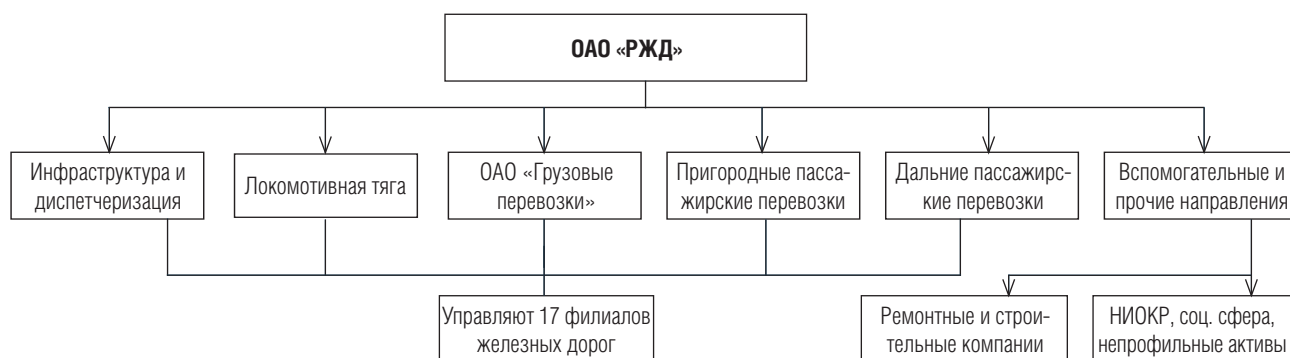 ОАО «РЖД»
Инфраструктура и
диспетчеризация
Локомотивная тяга
ОАО «Грузовые
перевозки»
Пригородные пасса-
жирские перевозки
Дальние пассажирс-
кие перевозки
Вспомогательные и
прочие направления
Управляют 17 филиалов
железных дорог
Ремонтные и строи-
тельные компании
НИОКР, соц. сфера,
непрофильные активы